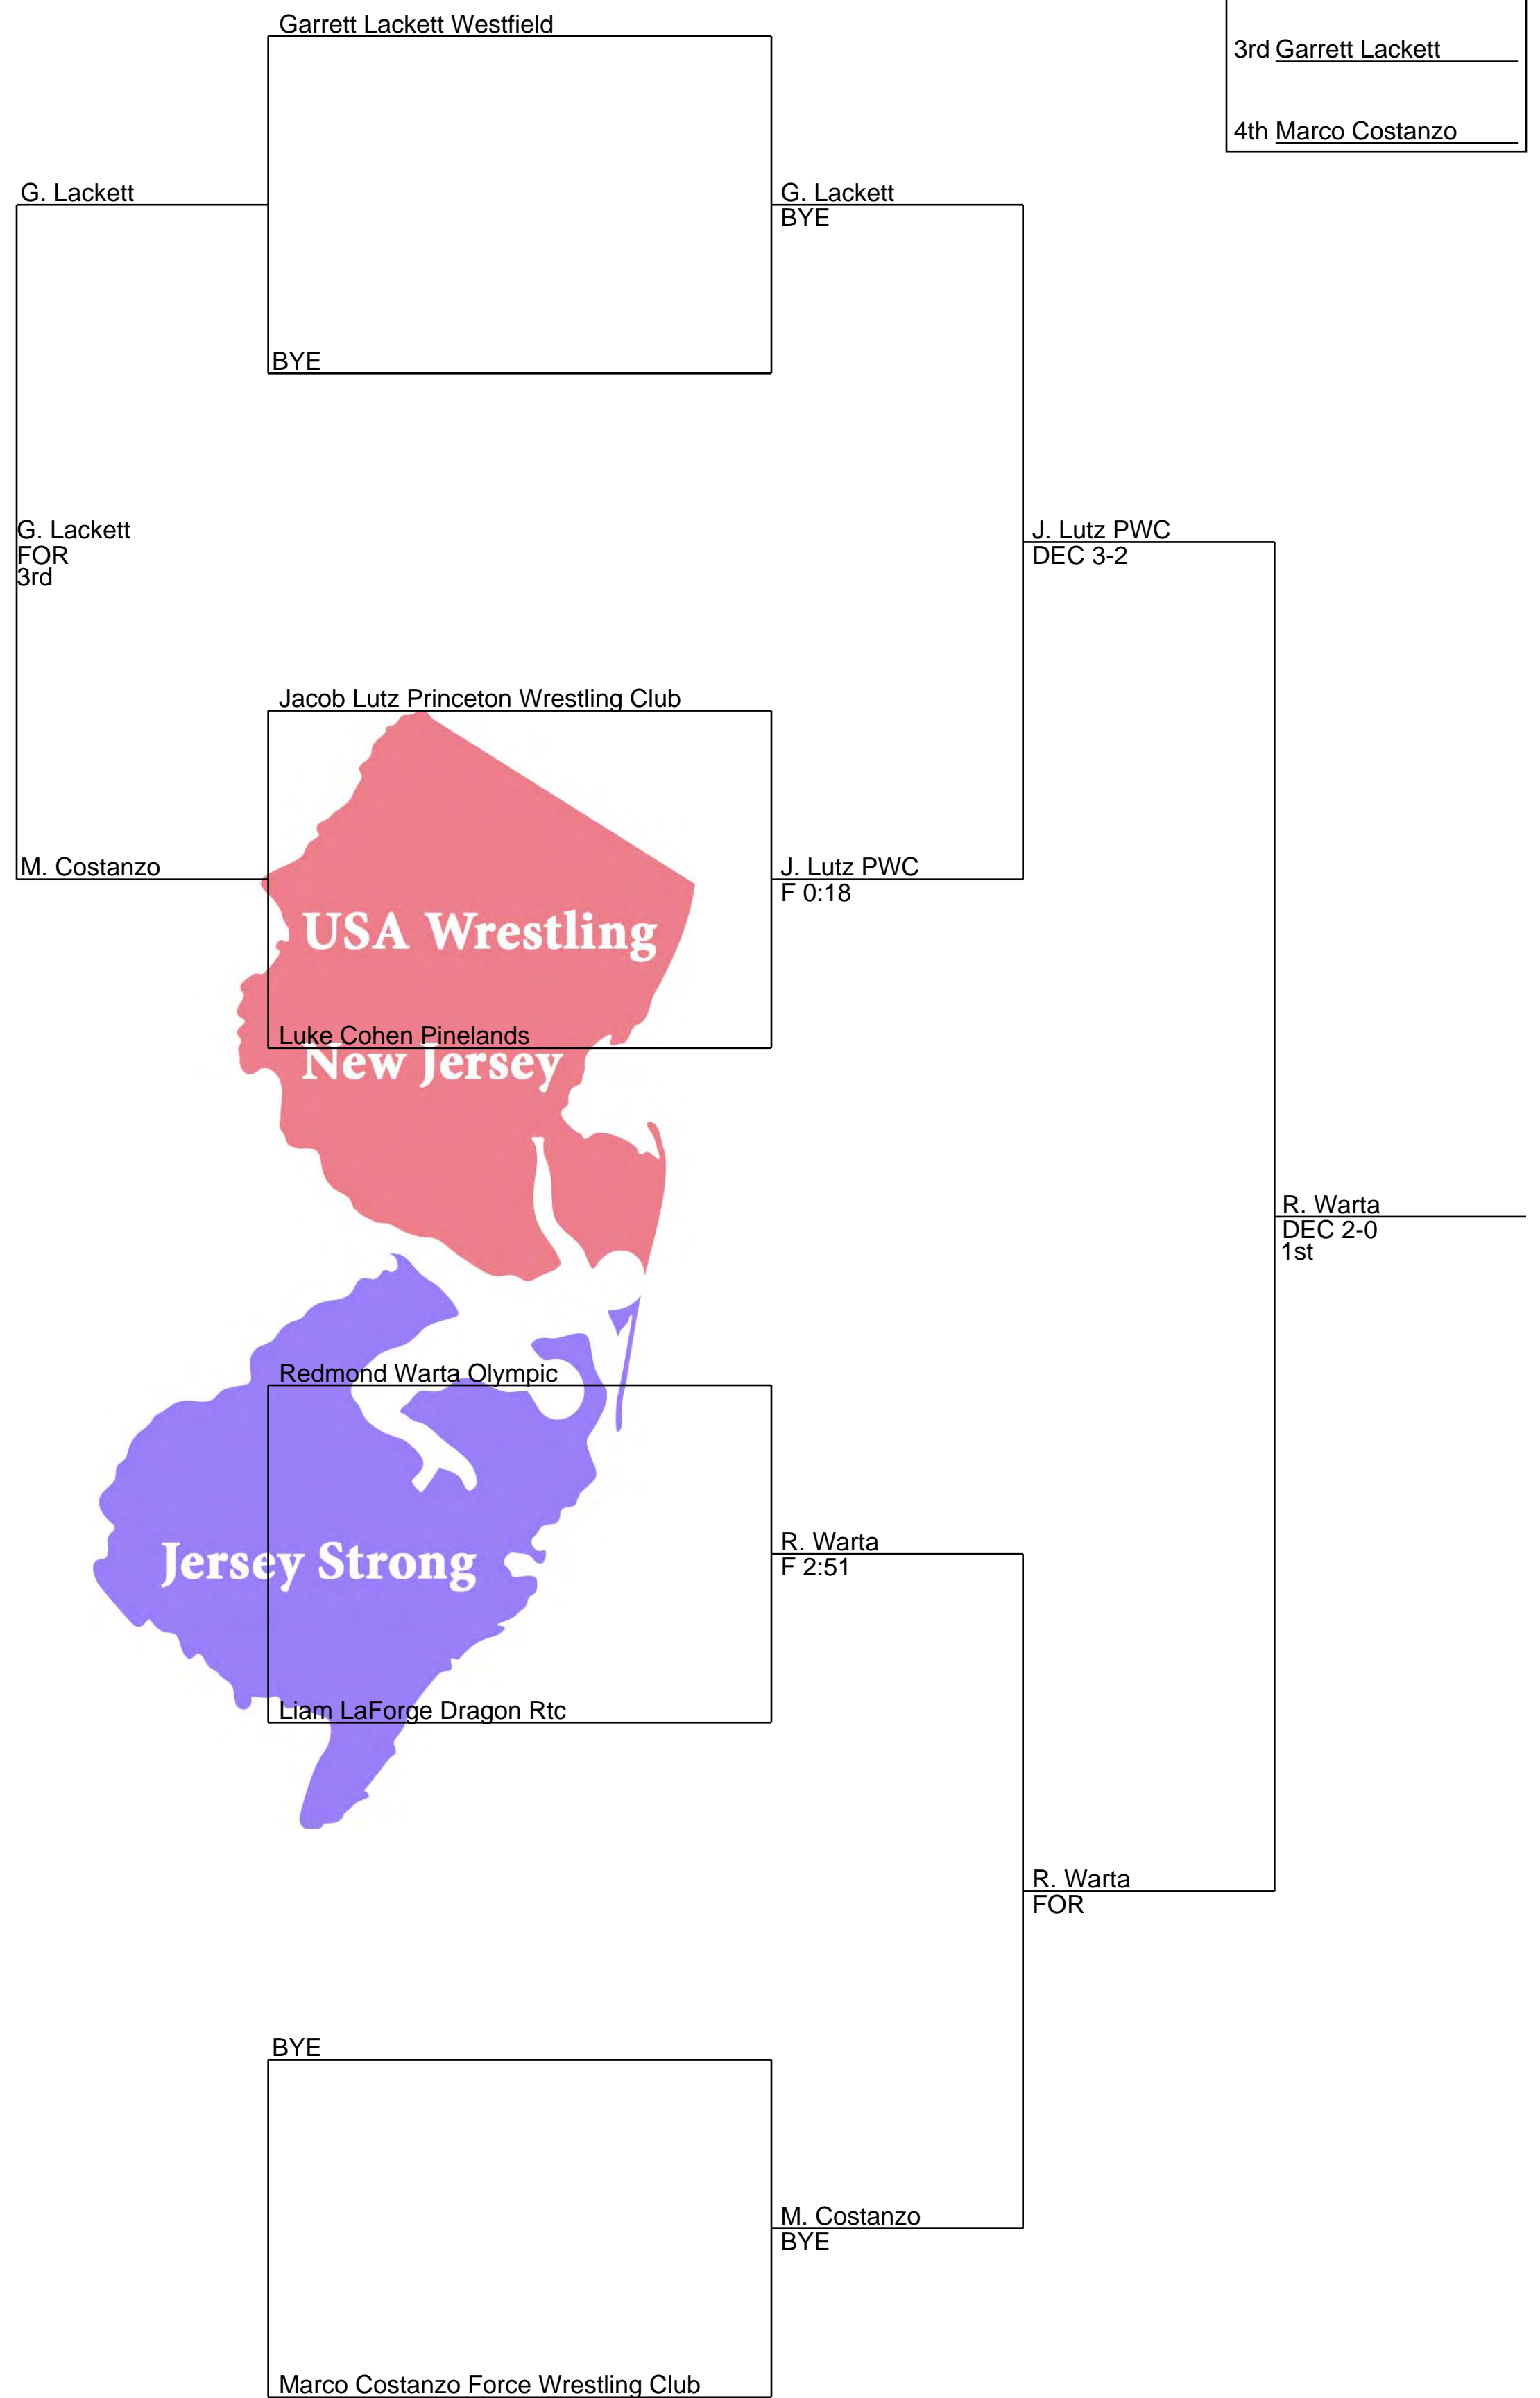 Garrett Lackett Westfield
3rd Garrett Lackett
4th Marco Costanzo
G. Lackett
G. Lackett
BYE
BYE
G. Lackett
FOR
3rd
J. Lutz PWC
DEC 3-2
Jacob Lutz Princeton Wrestling Club
M. Costanzo
J. Lutz PWC
F 0:18
USA Wrestling
Luke Cohen Pinelands
New Jersey
R. Warta
DEC 2-0
1st
Redmond Warta Olympic
R. Warta
F 2:51
Jersey Strong
Liam LaForge Dragon Rtc
R. Warta
FOR
BYE
M. Costanzo
BYE
Marco Costanzo Force Wrestling Club